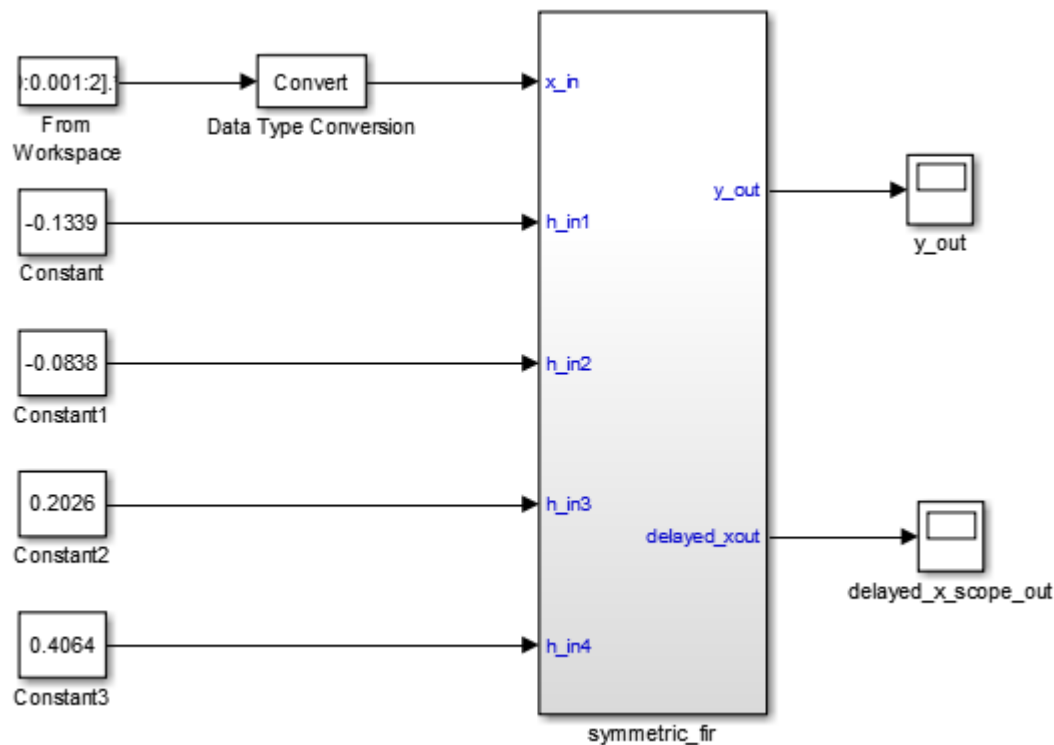 ):0.001:2].'
From
Workspace
Convert
Data Type Conversion
x_in
-0.1339
Constant
h_in1
y_out
y_out
-0.0838
Constant1
h_in2
0.2026
Constant2
h_in3
delayed_xout
delayed_x_scope_out
0.4064
Constant3
h_in4
symmetric_fir